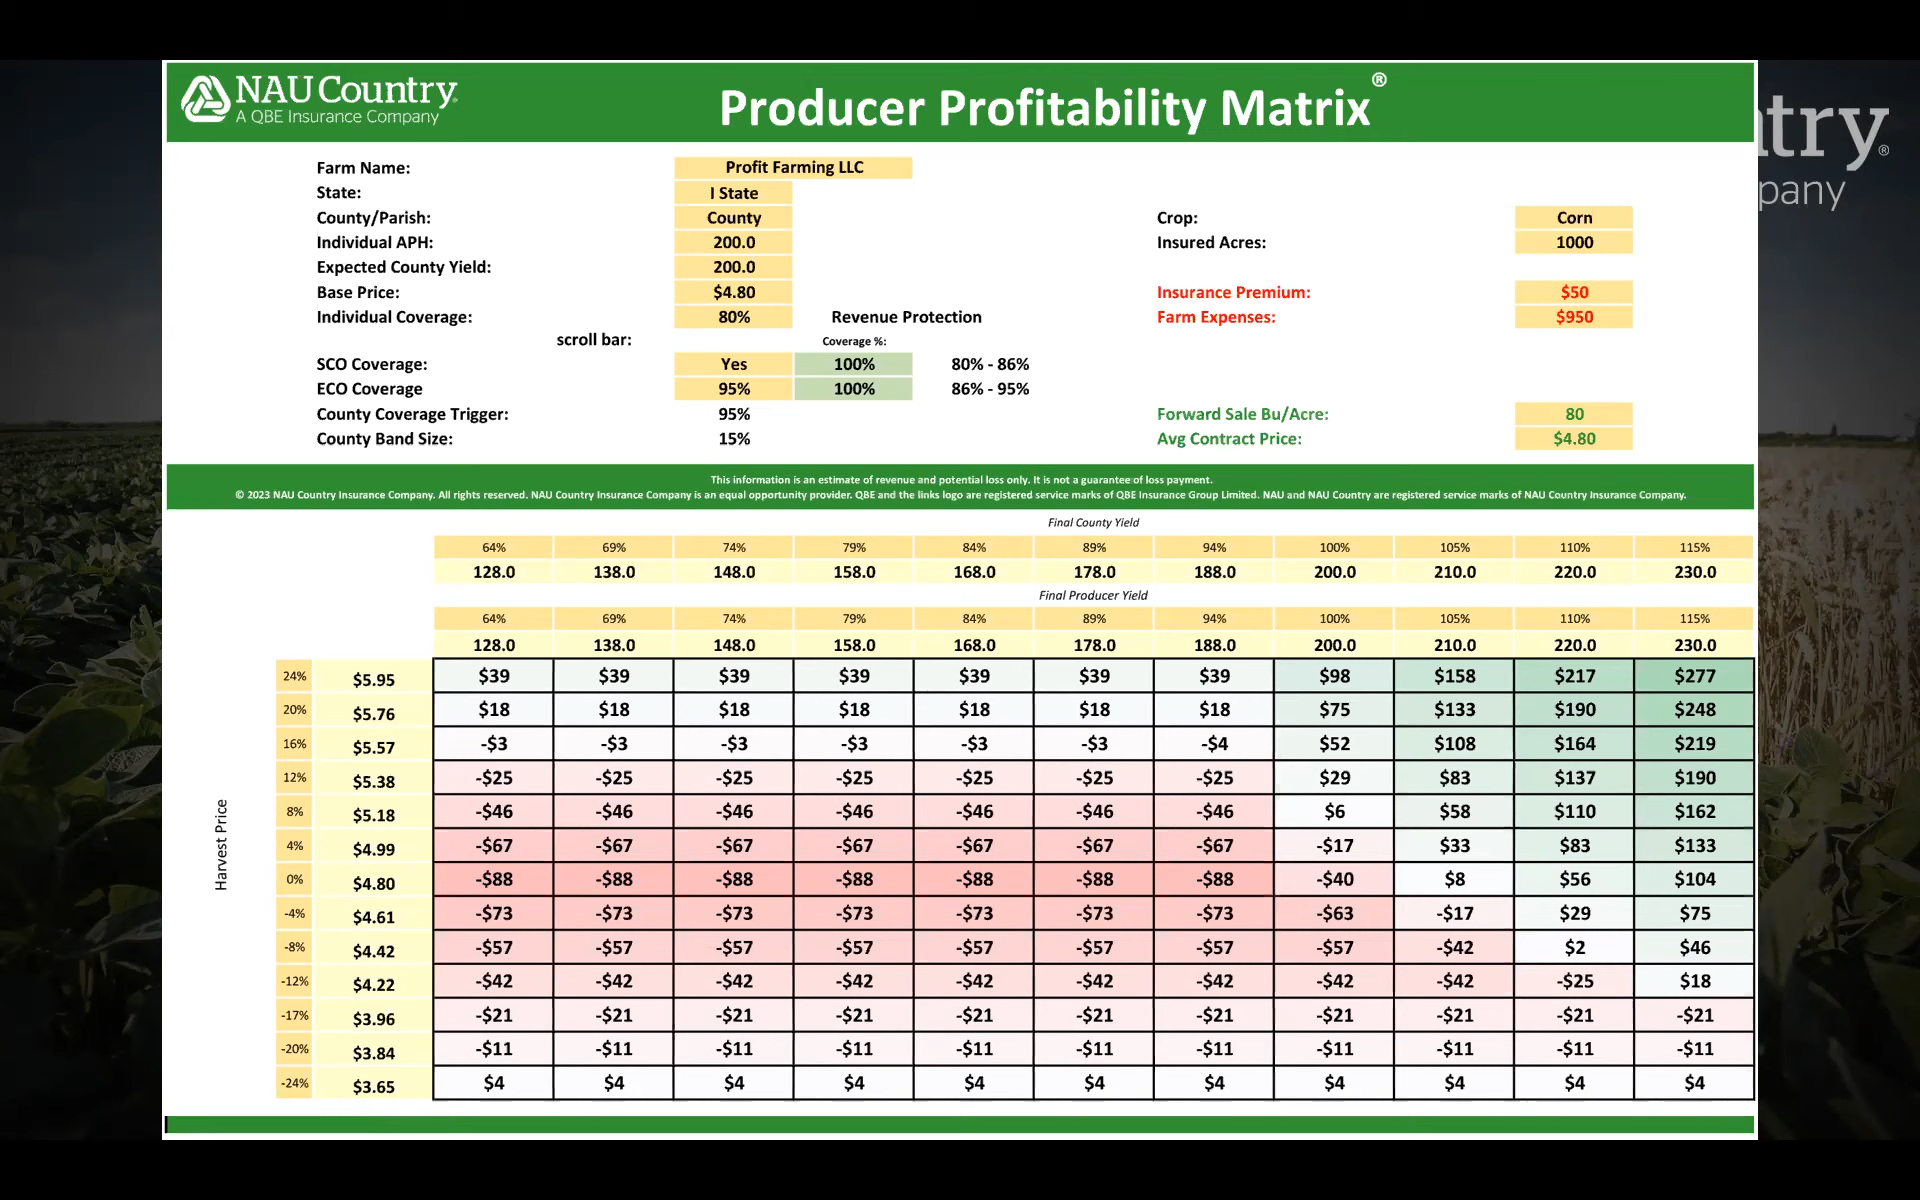 NAU Country®
A QBE Insurance Company
Producer Profitability Matrix®
try®
pany
Farm Name: Profit Farming LLC
State: I State
County/Parish: County Crop: Corn
Individual APH: 200.0 Insured Acres: 1000
Expected County Yield: 200.0
Base Price: $4.80 Insurance Premium: $50
Individual Coverage: 80% Revenue Protection Farm Expenses: $950
scroll bar: Coverage %:
SCO Coverage: Yes 100% 80% - 86%
ECO Coverage 95% 100% 86% - 95%
County Coverage Trigger: 95% Forward Sale Bu/Acre: 80
County Band Size: 15% Avg Contract Price: $4.80
This information is an estimate of revenue and potential loss only. It is not a guarantee of loss payment.
© 2023 NAU Country Insurance Company. All rights reserved. NAU Country Insurance Company is an equal opportunity provider. QBE and the links logo are registered service marks of QBE Insurance Group Limited. NAU and NAU Country are registered service marks of NAU Country Insurance Company.
Final County Yield
64% 69% 74% 79% 84% 89% 94% 100% 105% 110% 115%
128.0 138.0 148.0 158.0 168.0 178.0 188.0 200.0 210.0 220.0 230.0
Final Producer Yield
64% 69% 74% 79% 84% 89% 94% 100% 105% 110% 115%
128.0 138.0 148.0 158.0 168.0 178.0 188.0 200.0 210.0 220.0 230.0
Harvest Price
24% $5.95 $39 $39 $39 $39 $39 $39 $39 $98 $158 $217 $277
20% $5.76 $18 $18 $18 $18 $18 $18 $18 $75 $133 $190 $248
16% $5.57 -$3 -$3 -$3 -$3 -$3 -$3 -$4 $52 $108 $164 $219
12% $5.38 -$25 -$25 -$25 -$25 -$25 -$25 -$25 $29 $83 $137 $190
8% $5.18 -$46 -$46 -$46 -$46 -$46 -$46 -$46 $6 $58 $110 $162
4% $4.99 -$67 -$67 -$67 -$67 -$67 -$67 -$67 -$17 $33 $83 $133
0% $4.80 -$88 -$88 -$88 -$88 -$88 -$88 -$88 -$40 $8 $56 $104
-4% $4.61 -$73 -$73 -$73 -$73 -$73 -$73 -$73 -$63 -$17 $29 $75
-8% $4.42 -$57 -$57 -$57 -$57 -$57 -$57 -$57 -$57 -$42 $2 $46
-12% $4.22 -$42 -$42 -$42 -$42 -$42 -$42 -$42 -$42 -$42 -$25 $18
-17% $3.96 -$21 -$21 -$21 -$21 -$21 -$21 -$21 -$21 -$21 -$21 -$21
-20% $3.84 -$11 -$11 -$11 -$11 -$11 -$11 -$11 -$11 -$11 -$11 -$11
-24% $3.65 $4 $4 $4 $4 $4 $4 $4 $4 $4 $4 $4